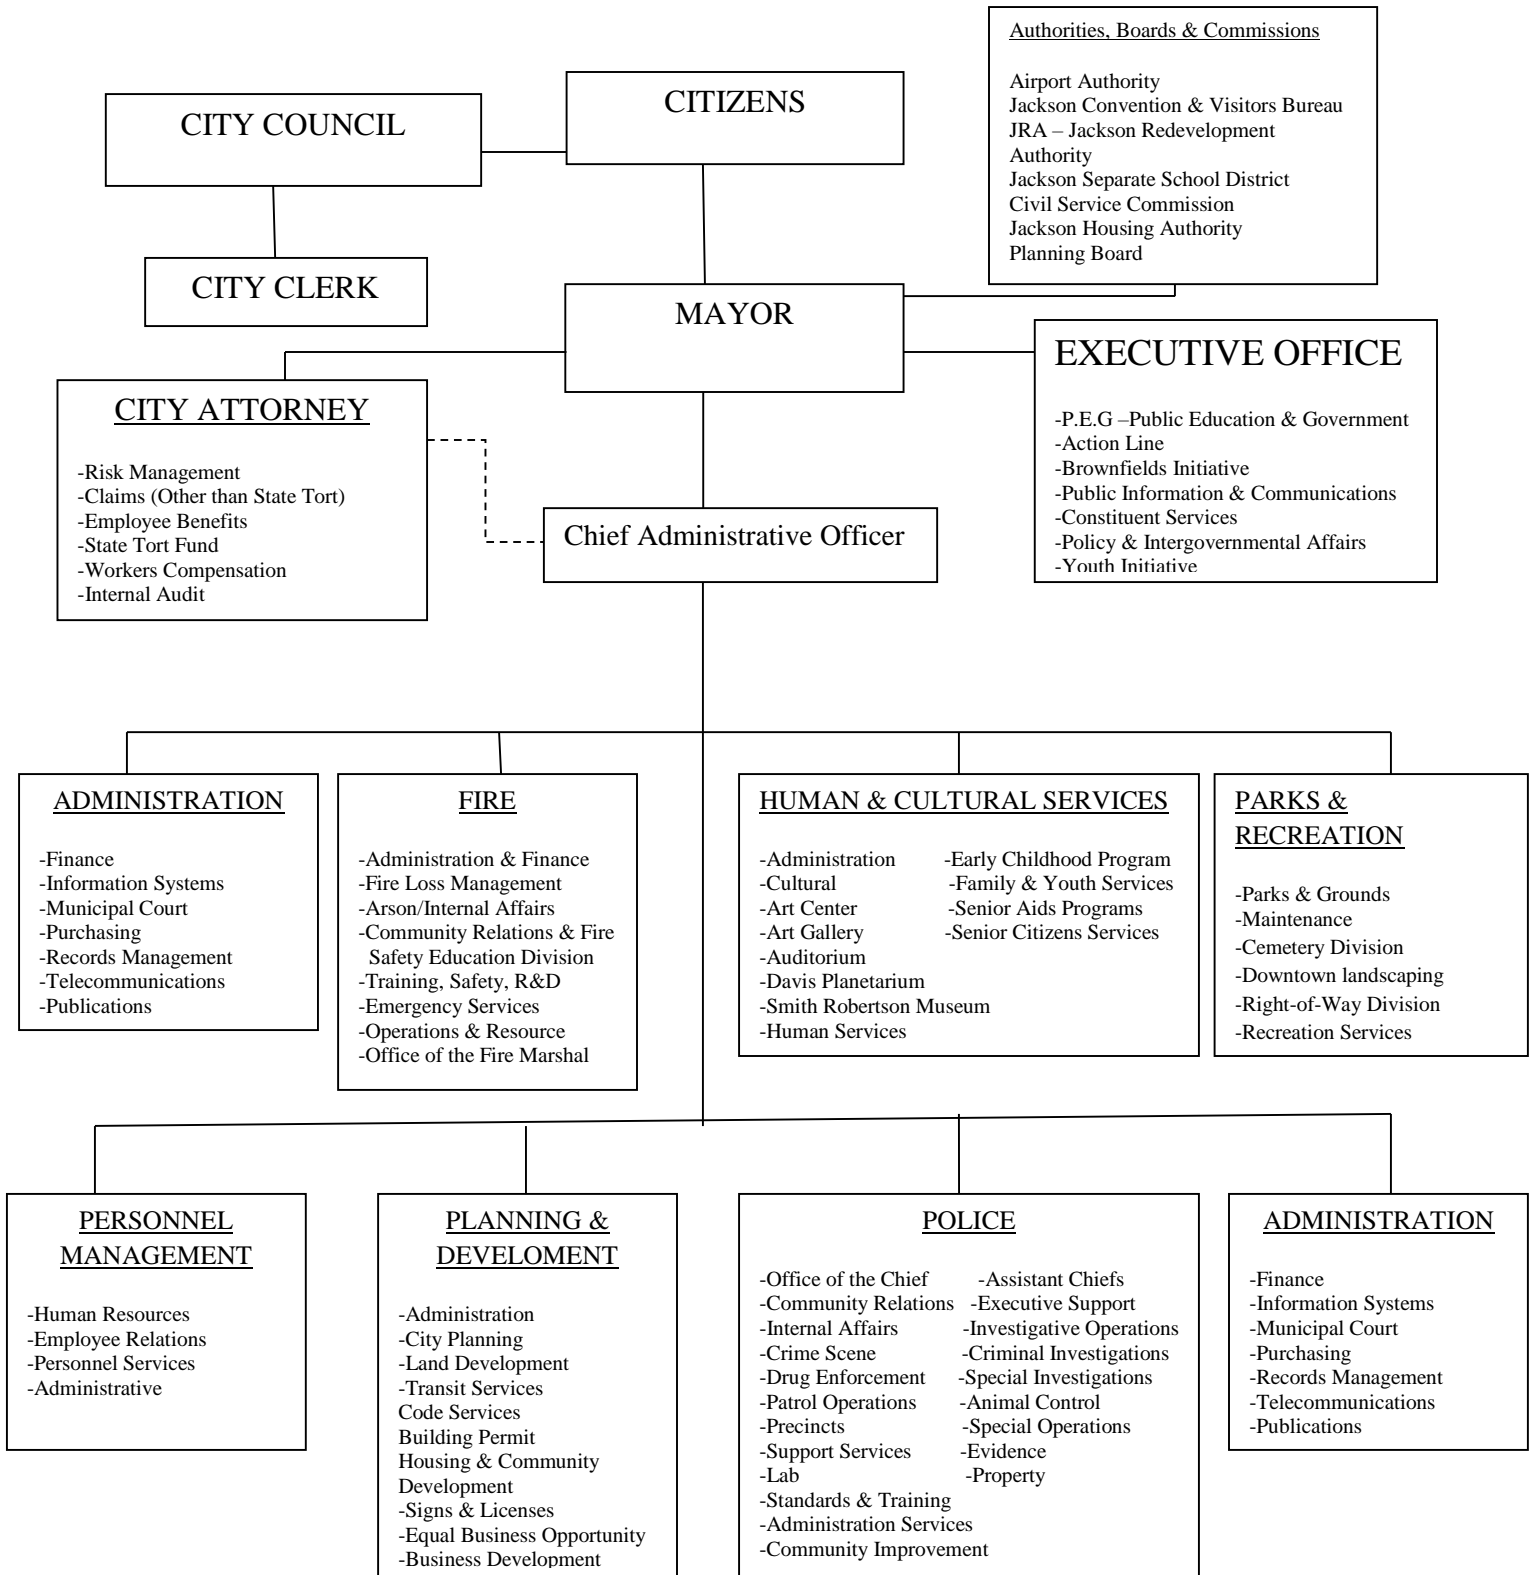 Authorities, Boards & Commissions
Airport Authority
Jackson Convention & Visitors Bureau
JRA – Jackson Redevelopment
Authority
Jackson Separate School District
Civil Service Commission
Jackson Housing Authority
Planning Board
CITIZENS
CITY COUNCIL
CITY CLERK
MAYOR
EXECUTIVE OFFICE
-P.E.G –Public Education & Government
-Action Line
-Brownfields Initiative
-Public Information & Communications
-Constituent Services
-Policy & Intergovernmental Affairs
-Youth Initiative
CITY ATTORNEY
-Risk Management
-Claims (Other than State Tort)
-Employee Benefits
-State Tort Fund
-Workers Compensation
-Internal Audit
Chief Administrative Officer
ADMINISTRATION
-Finance
-Information Systems
-Municipal Court
-Purchasing
-Records Management
-Telecommunications
-Publications
FIRE
-Administration & Finance
-Fire Loss Management
-Arson/Internal Affairs
-Community Relations & Fire
Safety Education Division
-Training, Safety, R&D
-Emergency Services
-Operations & Resource
-Office of the Fire Marshal
HUMAN & CULTURAL SERVICES
-Administration -Early Childhood Program
-Cultural -Family & Youth Services
-Art Center -Senior Aids Programs
-Art Gallery -Senior Citizens Services
-Auditorium
-Davis Planetarium
-Smith Robertson Museum
-Human Services
PARKS &
RECREATION
-Parks & Grounds
-Maintenance
-Cemetery Division
-Downtown landscaping
-Right-of-Way Division
-Recreation Services
PERSONNEL
MANAGEMENT
-Human Resources
-Employee Relations
-Personnel Services
-Administrative
PLANNING &
DEVELOMENT
-Administration
-City Planning
-Land Development
-Transit Services
Code Services
Building Permit
Housing & Community
Development
-Signs & Licenses
-Equal Business Opportunity
-Business Development
POLICE
-Office of the Chief -Assistant Chiefs
-Community Relations -Executive Support
-Internal Affairs -Investigative Operations
-Crime Scene -Criminal Investigations
-Drug Enforcement -Special Investigations
-Patrol Operations -Animal Control
-Precincts -Special Operations
-Support Services -Evidence
-Lab -Property
-Standards & Training
-Administration Services
-Community Improvement
ADMINISTRATION
-Finance
-Information Systems
-Municipal Court
-Purchasing
-Records Management
-Telecommunications
-Publications